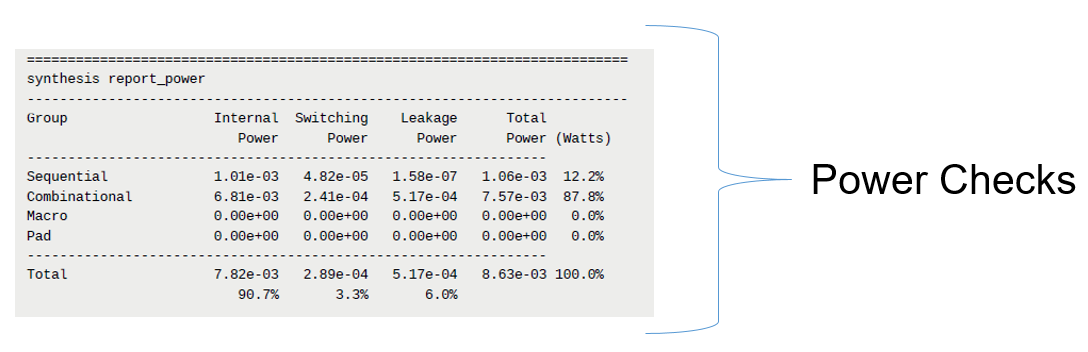 ===========================================================================
synthesis report_power
---------------------------------------------------------------------------
Group                  Internal  Switching    Leakage      Total
                          Power      Power      Power      Power (Watts)
----------------------------------------------------------------
Sequential             1.01e-03   4.82e-05   1.58e-07   1.06e-03  12.2%
Combinational          6.81e-03   2.41e-04   5.17e-04   7.57e-03  87.8%
Macro                  0.00e+00   0.00e+00   0.00e+00   0.00e+00   0.0%
Pad                    0.00e+00   0.00e+00   0.00e+00   0.00e+00   0.0%
----------------------------------------------------------------
Total                  7.82e-03   2.89e-04   5.17e-04   8.63e-03 100.0%
                          90.7%       3.3%       6.0%
Power Checks